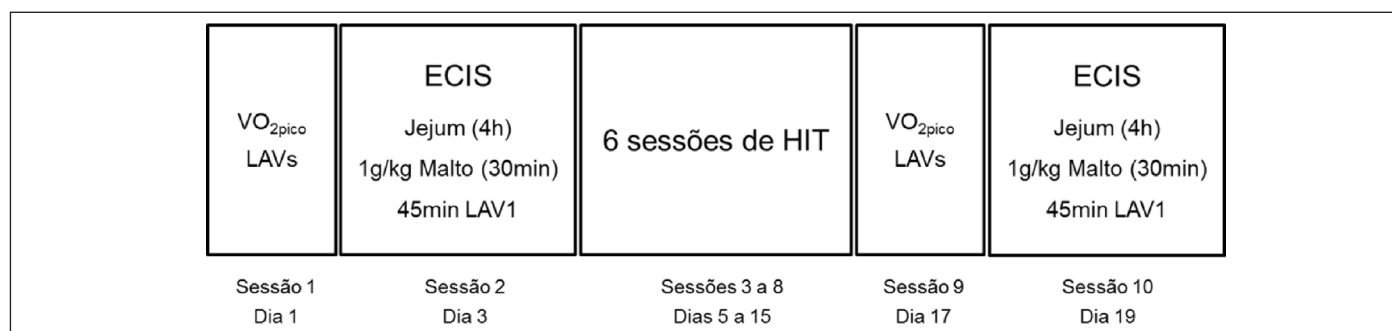 VO2pico
LAVs
ECIS
Jejum (4h)
1g/kg Malto (30min)
45min LAV1
6 sessões de HIT
VO2pico
LAVs
ECIS
Jejum (4h)
1g/kg Malto (30min)
45min LAV1
Sessão 1
Dia 1
Sessão 2
Dia 3
Sessões 3 a 8
Dias 5 a 15
Sessão 9
Dia 17
Sessão 10
Dia 19